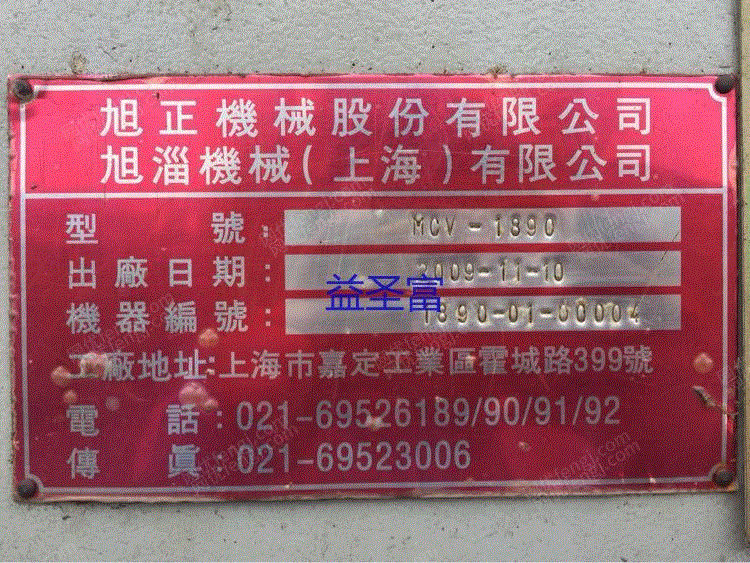 旭正機械股份有限公司
旭淄機械(上海)有限公司
型號: MCV-1890
出廠日期: 2009-11-10
益圣富
機器編號: 1890-01-00004
工廠地址:上海市嘉定工業區霍城路399號
電話:021-69526189/90/91/92
傳眞:021-69523006